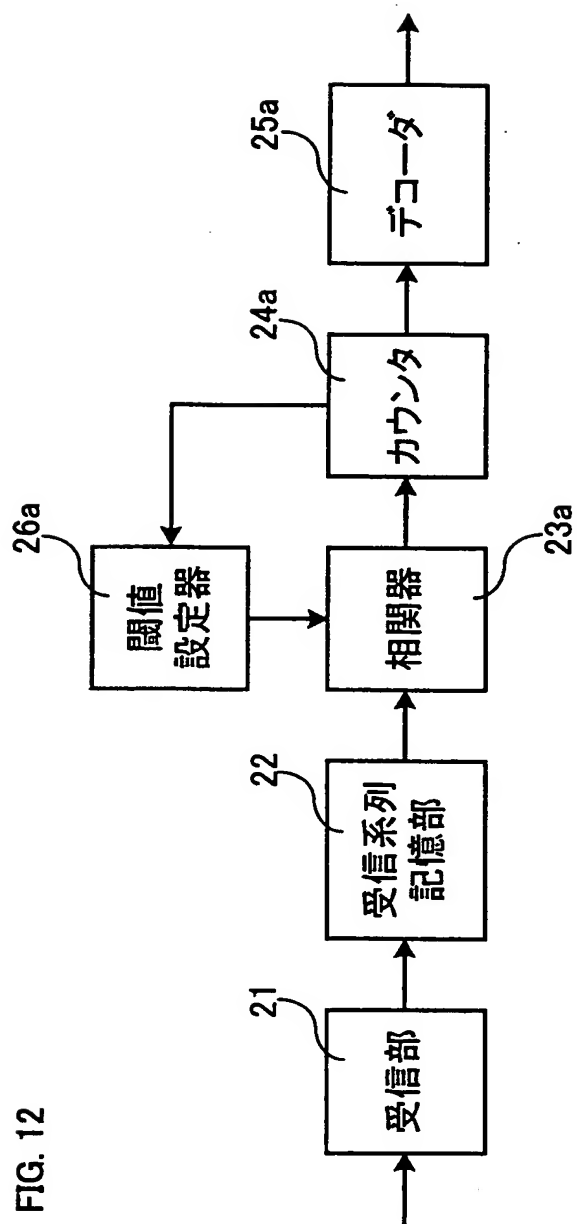 FIG. 12
21
受信部
22
受信系列
記憶部
26a
閾値
設定器
相関器
23a
24a
カウンタ
25a
デコーダ